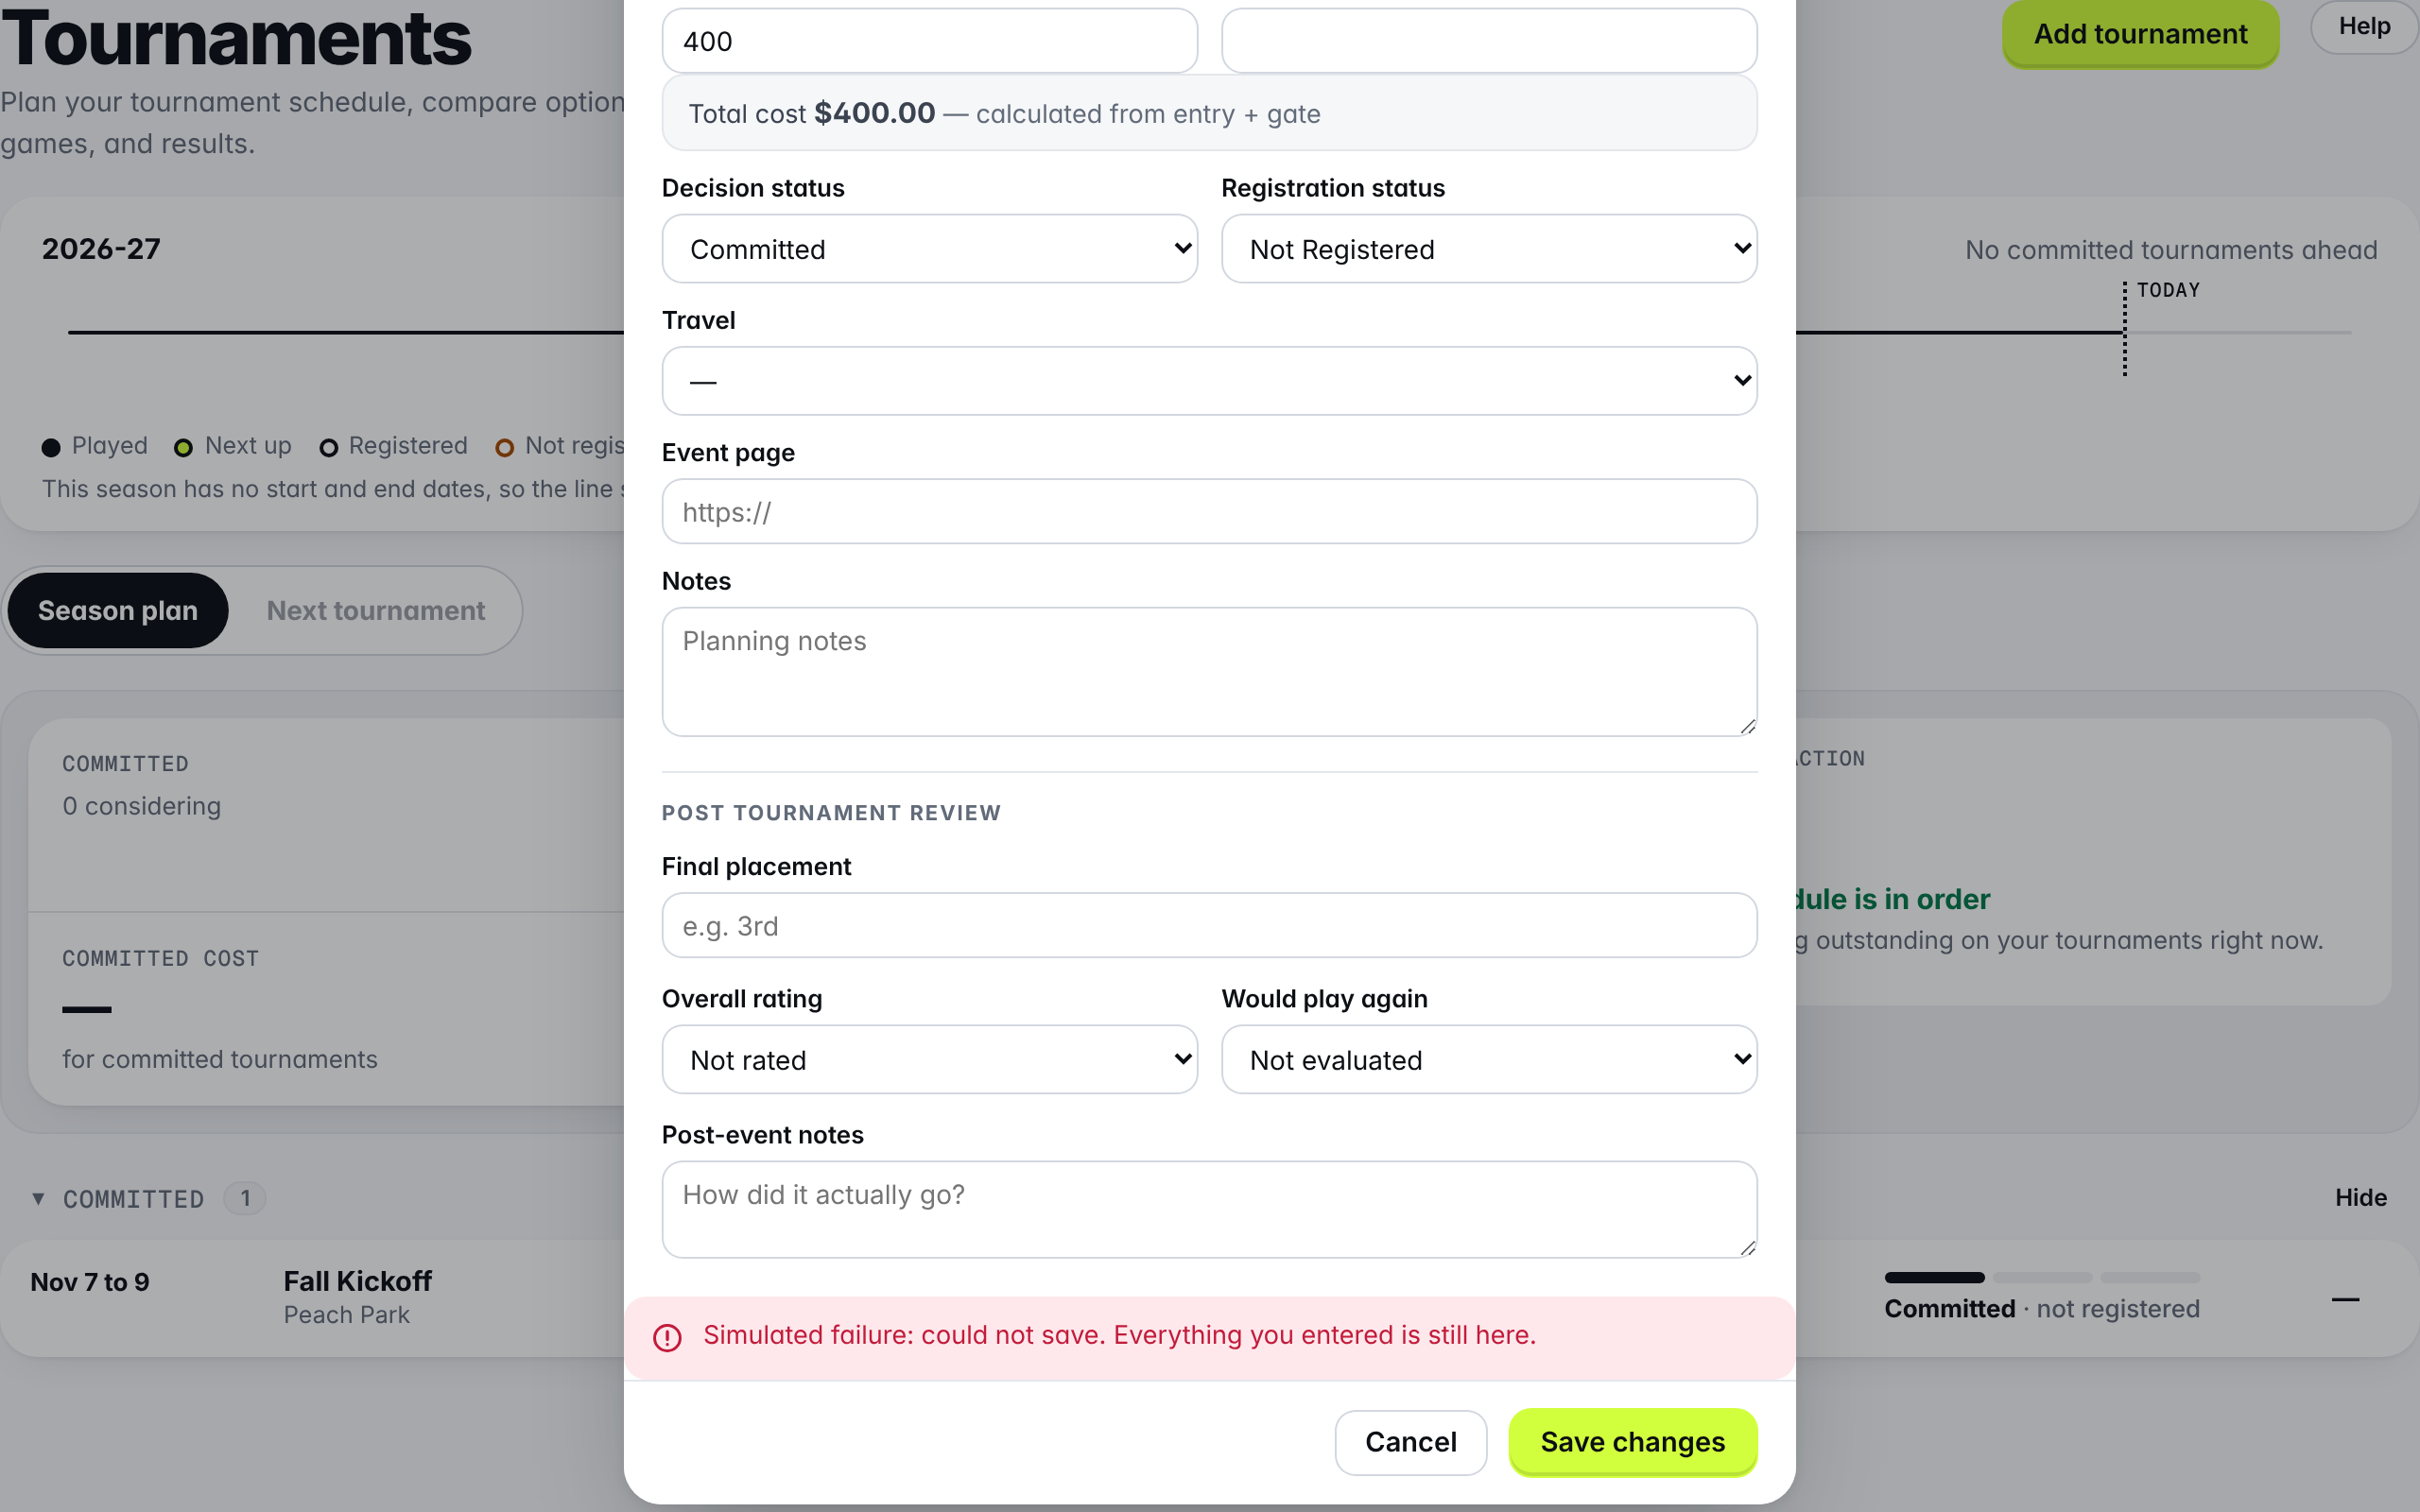 Tournaments
Plan your tournament schedule, compare option
games, and results.
Add tournament
Help
2026-27
No committed tournaments ahead
TODAY
Played
Next up
Registered
Not regis
This season has no start and end dates, so the line
Season plan
Next tournament
COMMITTED
0 considering
COMMITTED COST
—
for committed tournaments
CTION
dule is in order
g outstanding on your tournaments right now.
COMMITTED 1
Hide
Nov 7 to 9
Fall Kickoff
Peach Park
Committed · not registered
—
400
Total cost $400.00 — calculated from entry + gate
Decision status
Registration status
Committed
Not Registered
Travel
—
Event page
https://
Notes
Planning notes
POST TOURNAMENT REVIEW
Final placement
e.g. 3rd
Overall rating
Would play again
Not rated
Not evaluated
Post-event notes
How did it actually go?
Simulated failure: could not save. Everything you entered is still here.
Cancel
Save changes